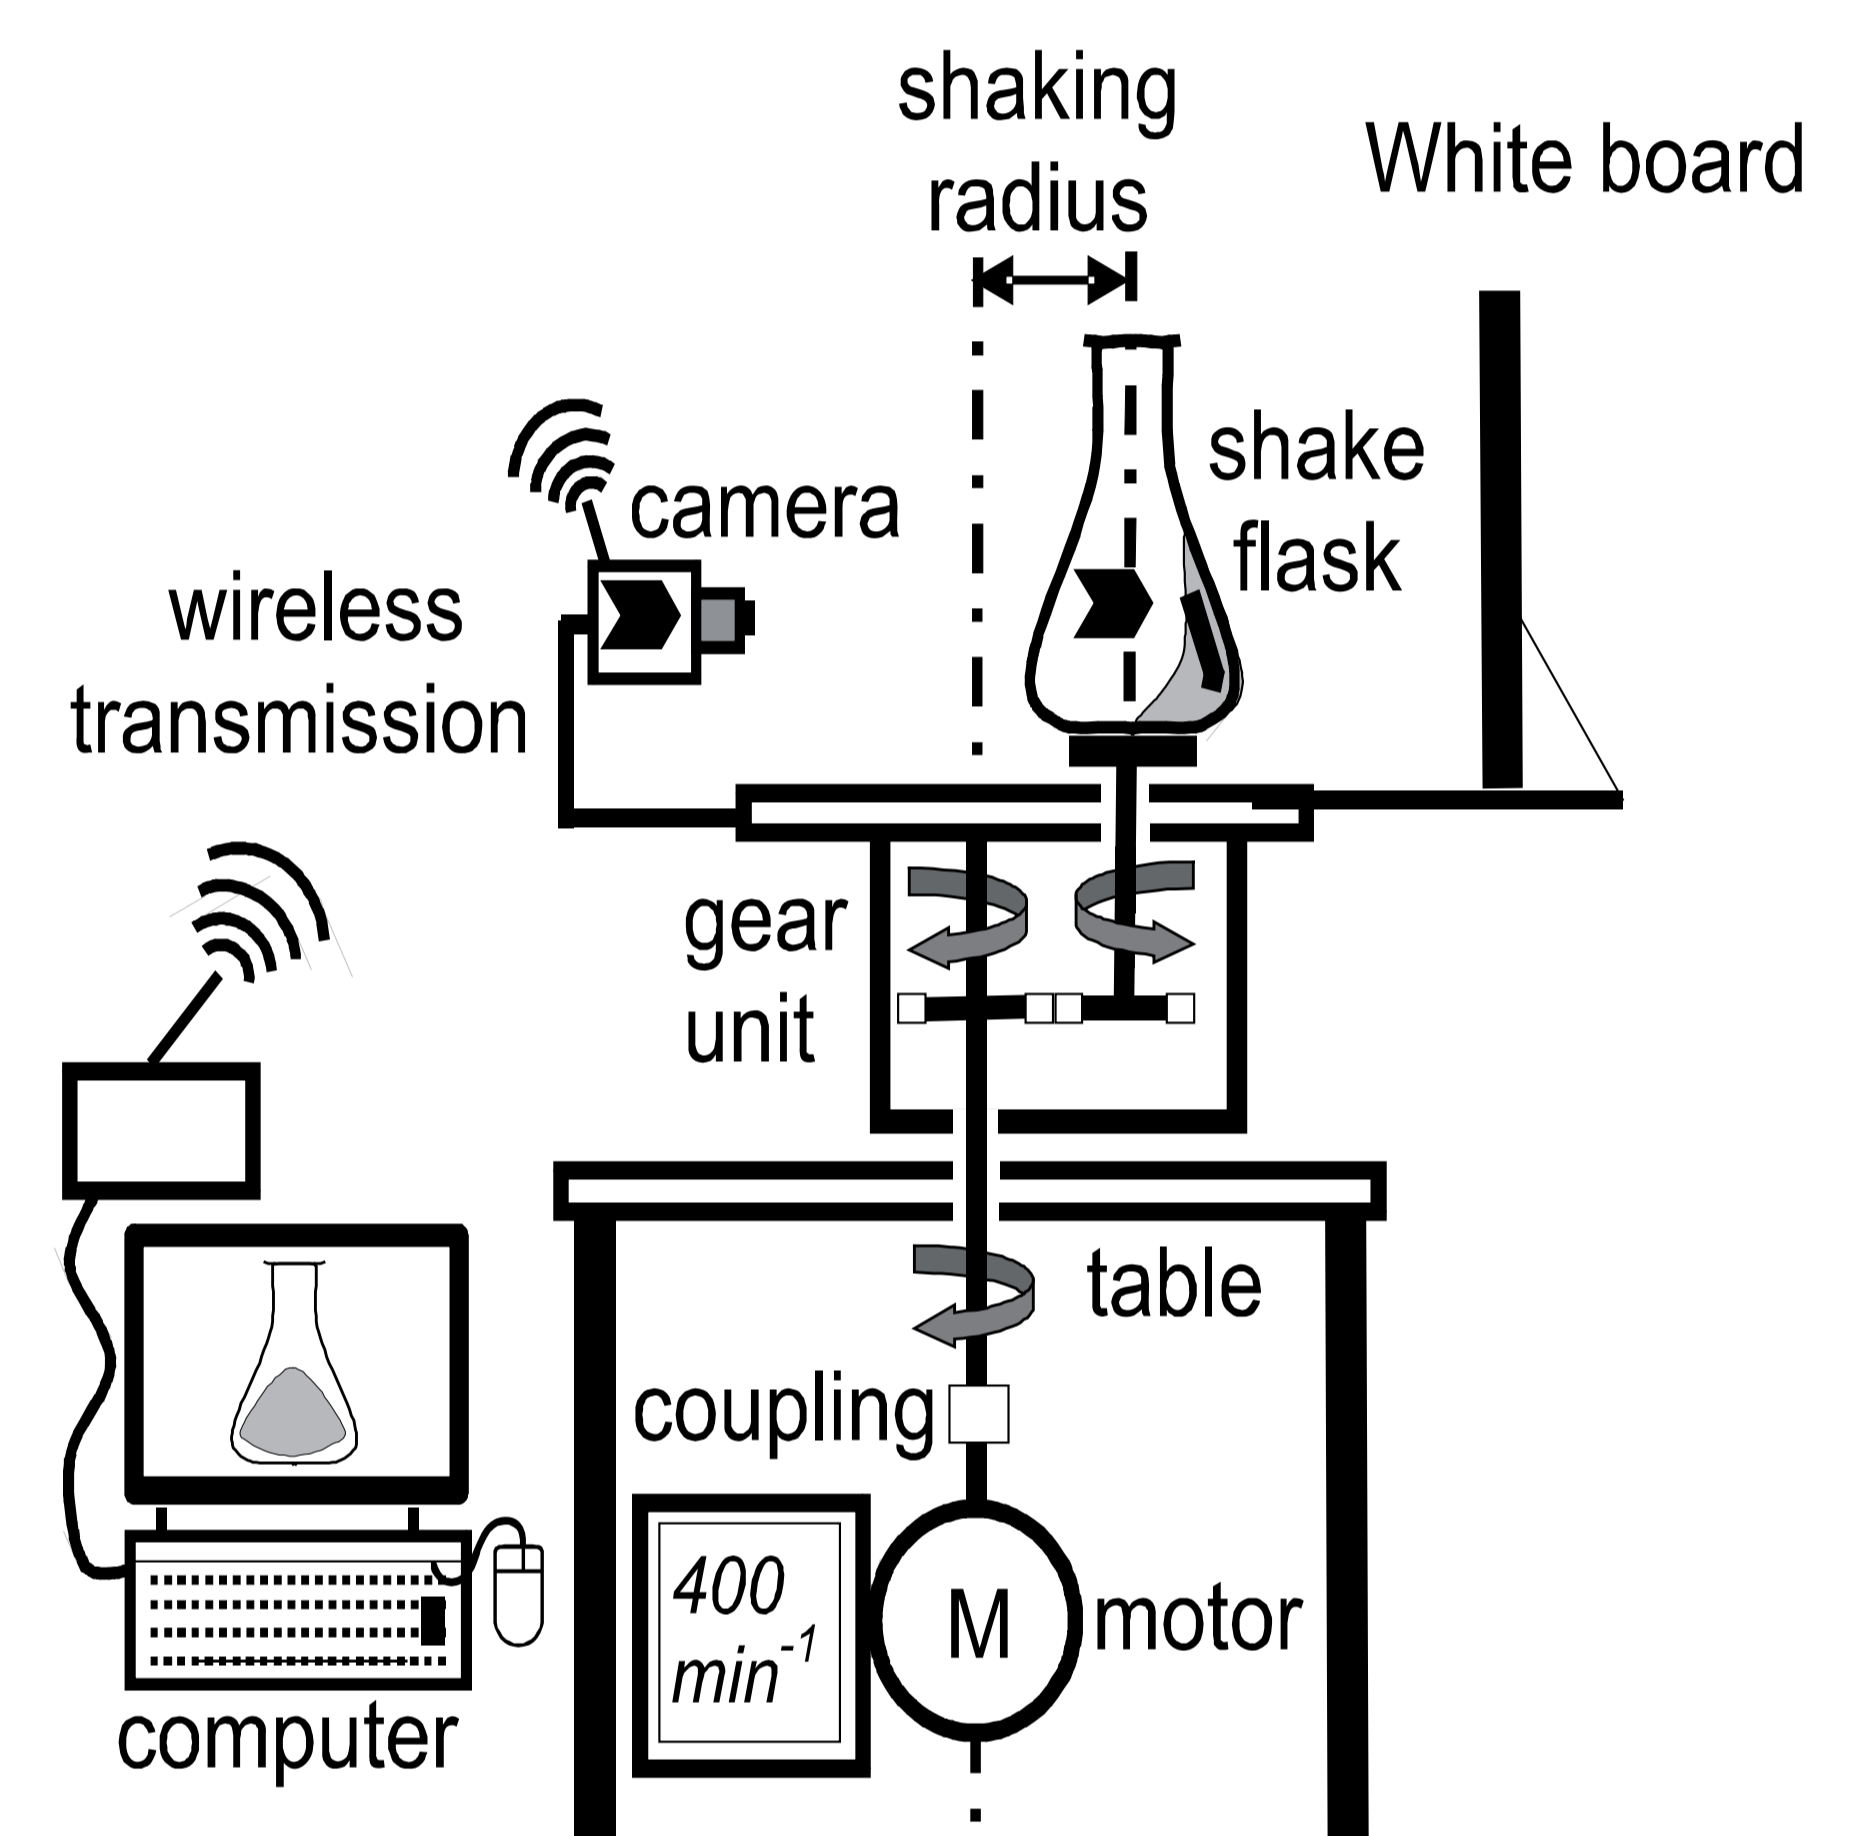 shaking
radius
White board
shake
flask
camera
wireless
transmission
gear
unit
table
coupling
400
min-1
M
motor
computer